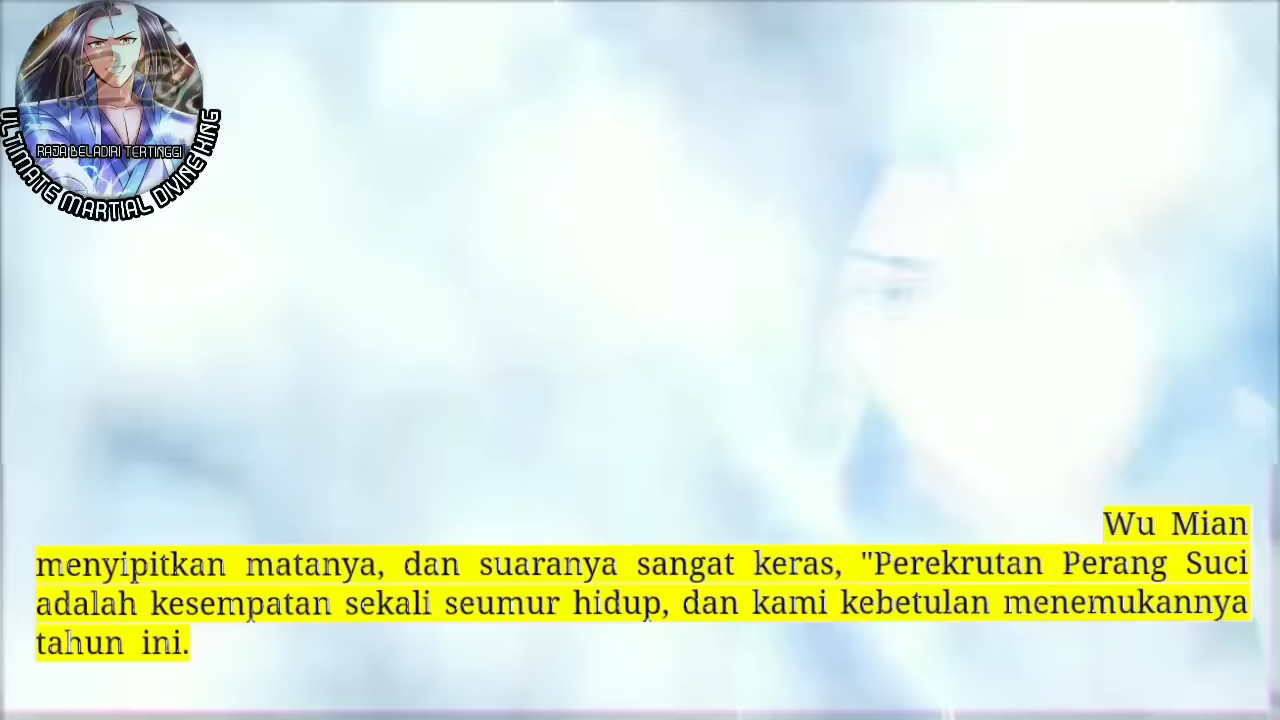 RAJA BELADIRI TERTINGGI
ULTIMATE MARTIAL DIVINE KING
Wu Mian
menyipitkan matanya, dan suaranya sangat keras, "Perekrutan Perang Suci
adalah kesempatan sekali seumur hidup, dan kami kebetulan menemukannya
tahun ini.